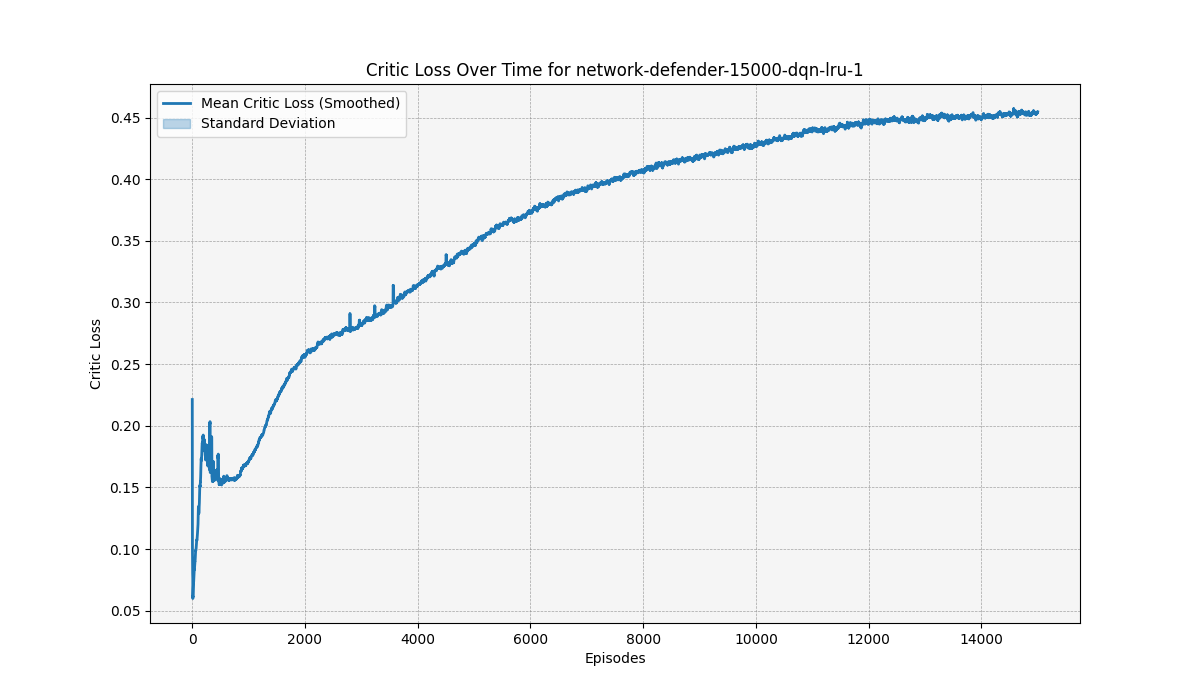 Critic Loss Over Time for network-defender-15000-dqn-lru-1
Mean Critic Loss (Smoothed)
Standard Deviation
Critic Loss
0.45
0.40
0.35
0.30
0.25
0.20
0.15
0.10
0.05
0 2000 4000 6000 8000 10000 12000 14000
Episodes